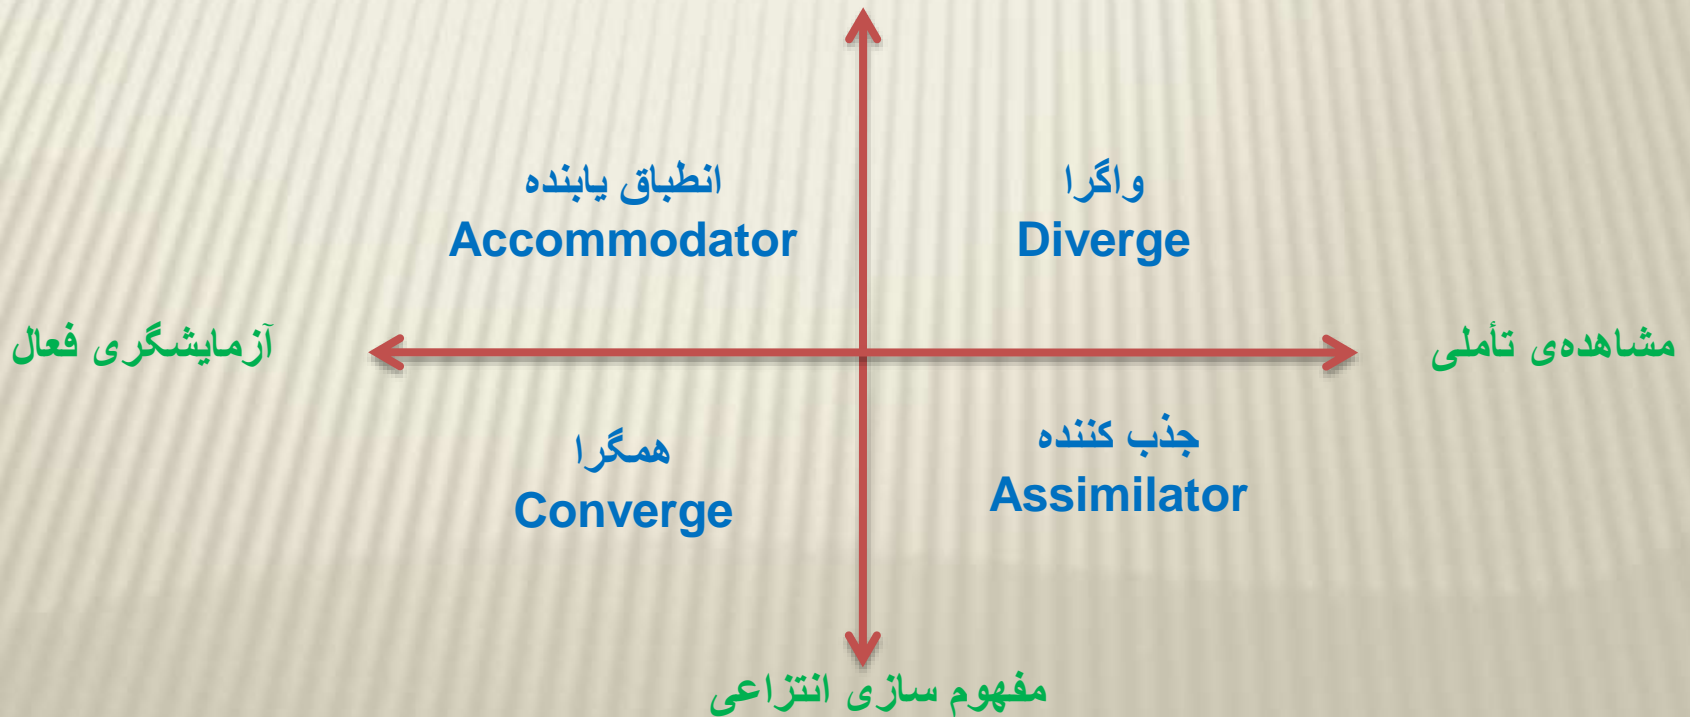 انطباق یابنده
Accommodator
واگرا
Diverge
آزمایشگری فعال
مشاهده‌ی تأملی
همگرا
Converge
جذب کننده
Assimilator
مفهوم سازی انتزاعی